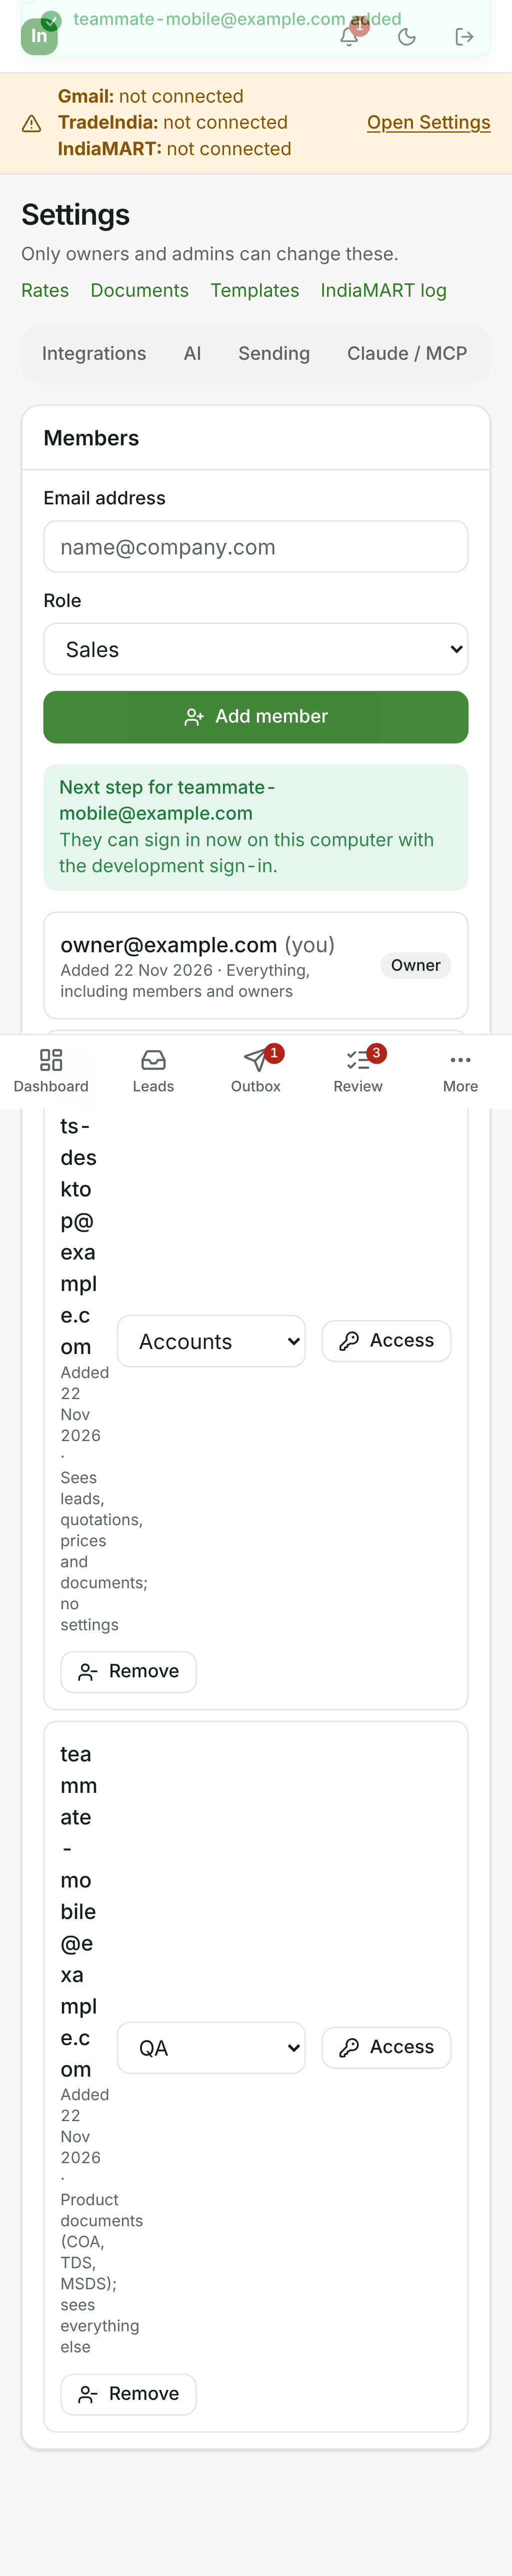 teammate-mobile@example.com added
In
1
Gmail: not connected
TradeIndia: not connected
IndiaMART: not connected
Open Settings
Settings
Only owners and admins can change these.
Rates Documents Templates IndiaMART log
Integrations AI Sending Claude / MCP
Members
Email address
name@company.com
Role
Sales
Add member
Next step for teammate-
mobile@example.com
They can sign in now on this computer with
the development sign-in.
owner@example.com (you)
Added 22 Nov 2026 · Everything,
including members and owners
Owner
1
3
Dashboard Leads Outbox Review More
ts-
des
kto
p@
exa
mpl
e.c
om
Added
22
Nov
2026
·
Sees
leads,
quotations,
prices
and
documents;
no
settings
Accounts
Access
Remove
tea
mm
ate
-
mo
bile
@e
xa
mpl
e.c
om
Added
22
Nov
2026
·
Product
documents
(COA,
TDS,
MSDS);
sees
everything
else
QA
Access
Remove